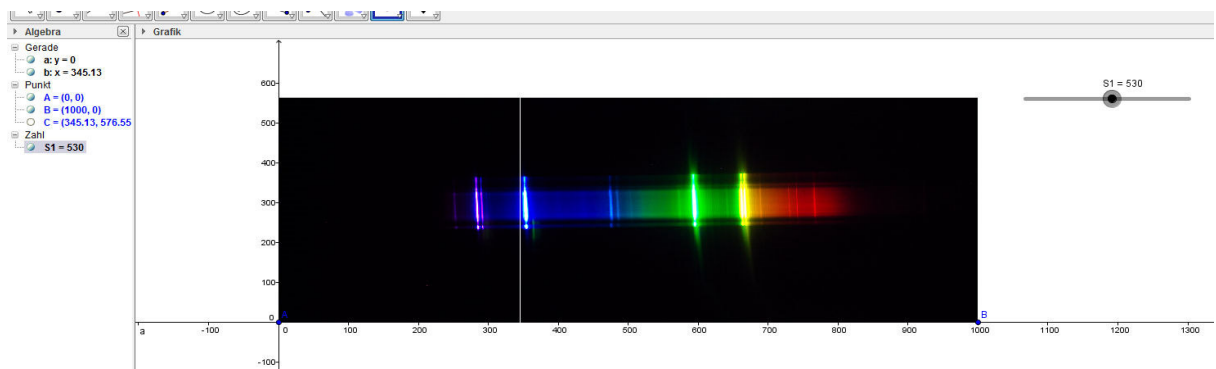 Algebra
Gerade
a: y = 0
b: x = 345.13
Punkt
A = (0, 0)
B = (1000, 0)
C = (345.13, 576.55
Zahl
S1 = 530
Grafik
S1 = 530
600
500
400
300
200
100
0
-100
a
-100
0
100
200
300
400
500
600
700
800
900
1000
1100
1200
1300
A
B